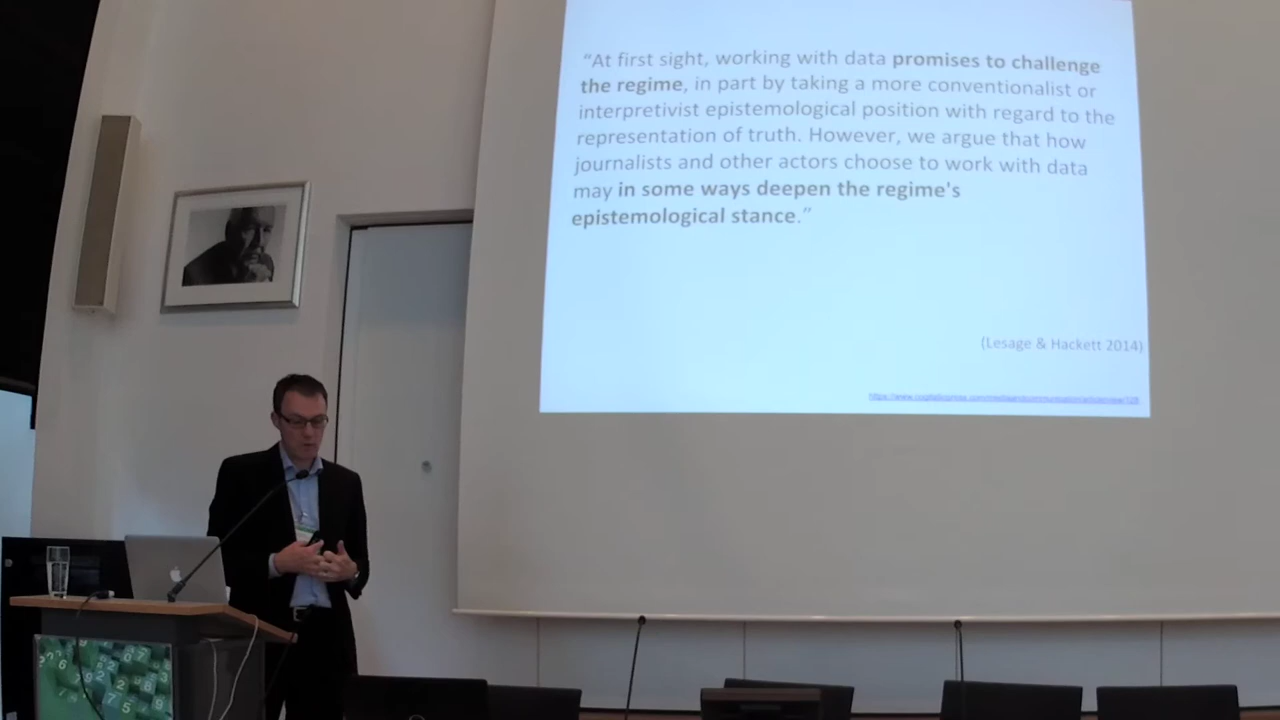 “At first sight, working with data promises to challenge
the regime, in part by taking a more conventionalist or
interpretivist epistemological position with regard to the
representation of truth. However, we argue that how
journalists and other actors choose to work with data
may in some ways deepen the regime's
epistemological stance.”
(Lesage & Hackett 2014)